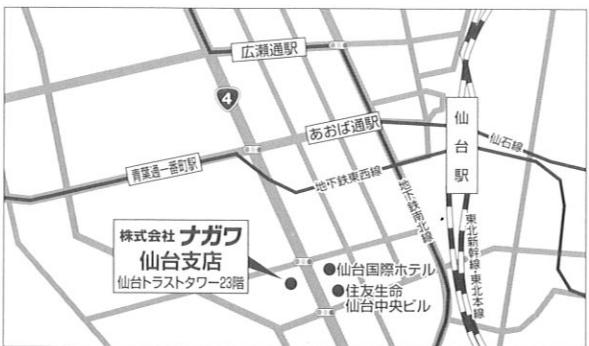 広瀬通駅
4
あおば通駅
仙台駅
仙石線
青葉通一番町駅
地下鉄東西線
地下鉄南北線
東北新幹線・東北本線
株式会社 ナガワ
仙台支店
仙台トラストタワー23階
仙台国際ホテル
住友生命
仙台中央ビル